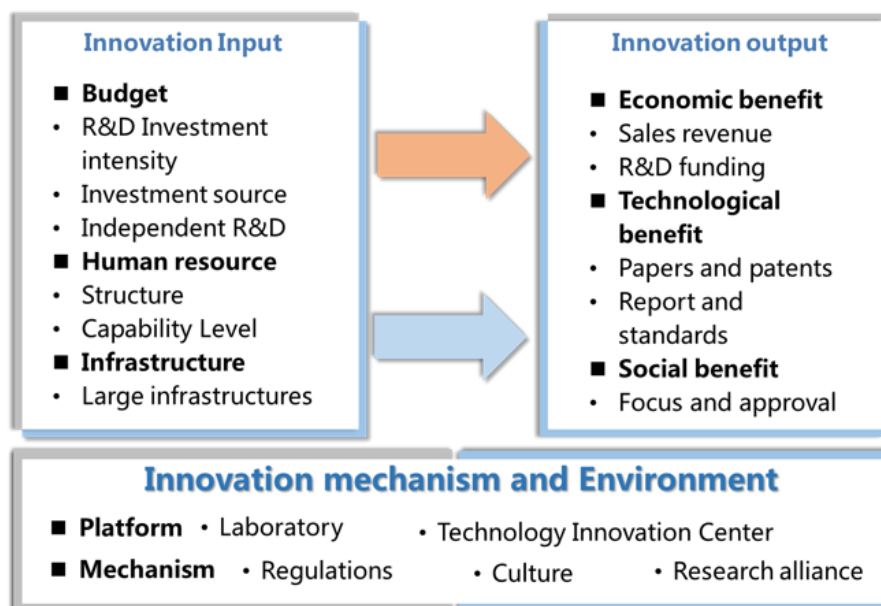 Innovation Input
■ Budget
• R&D Investment
intensity
• Investment source
• Independent R&D
■ Human resource
• Structure
• Capability Level
■ Infrastructure
• Large infrastructures
Innovation output
■ Economic benefit
• Sales revenue
• R&D funding
■ Technological
benefit
• Papers and patents
• Report and
standards
■ Social benefit
• Focus and approval
Innovation mechanism and Environment
■ Platform • Laboratory • Technology Innovation Center
■ Mechanism • Regulations • Culture • Research alliance